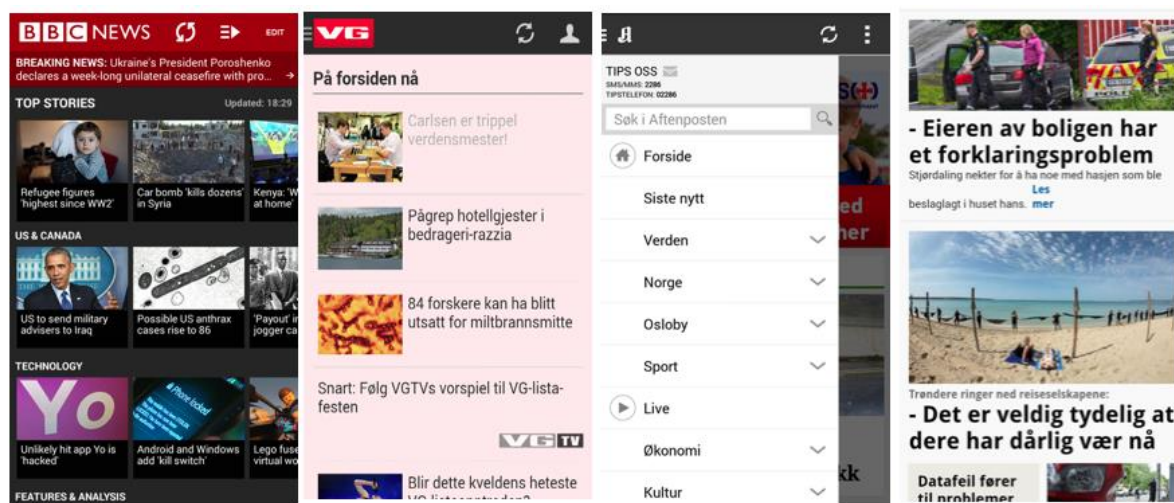 BBC NEWS
EDIT
BREAKING NEWS: Ukraine's President Poroshenko
declares a week-long unilateral ceasefire with pro...
TOP STORIES
Updated: 18:29
Refugee figures
'highest since WW2'
Car bomb 'kills dozens'
in Syria
Kenya: 'W
at home'
US & CANADA
US to send military
advisers to Iraq
Possible US anthrax
cases rise to 86
'Payout' i
jogger ca
TECHNOLOGY
Yo
Phone locked
Unlikely hit app Yo is
'hacked'
Android and Windows
add 'kill switch'
Lego fuse
virtual wo
FEATURES & ANALYSIS
VG
På forsiden nå
Carlsen er trippel
verdensmester!
Pågrep hotellgjester i
bedrageri-razzia
84 forskere kan ha blitt
utsatt for miltbrannsmitte
Snart: Følg VGTVs vorspiel til VG-lista-
festen
VG TV
Blir dette kveldens heteste
A
TIPS OSS
SMS/MMS: 2286
TIPSTELEFON: 02286
Søk i Aftenposten
Forside
Siste nytt
Verden
Norge
Osloby
Sport
Live
Økonomi
Kultur
S(+)
ed
her
kk
- Eieren av boligen har
et forklaringsproblem
Stjørdaling nekter for å ha noe med hasjen som ble
Les
beslaglagt i huset hans. mer
Trøndere ringer ned reiseselskapene:
- Det er veldig tydelig at
dere har dårlig vær nå
Datafeil fører
til problemer